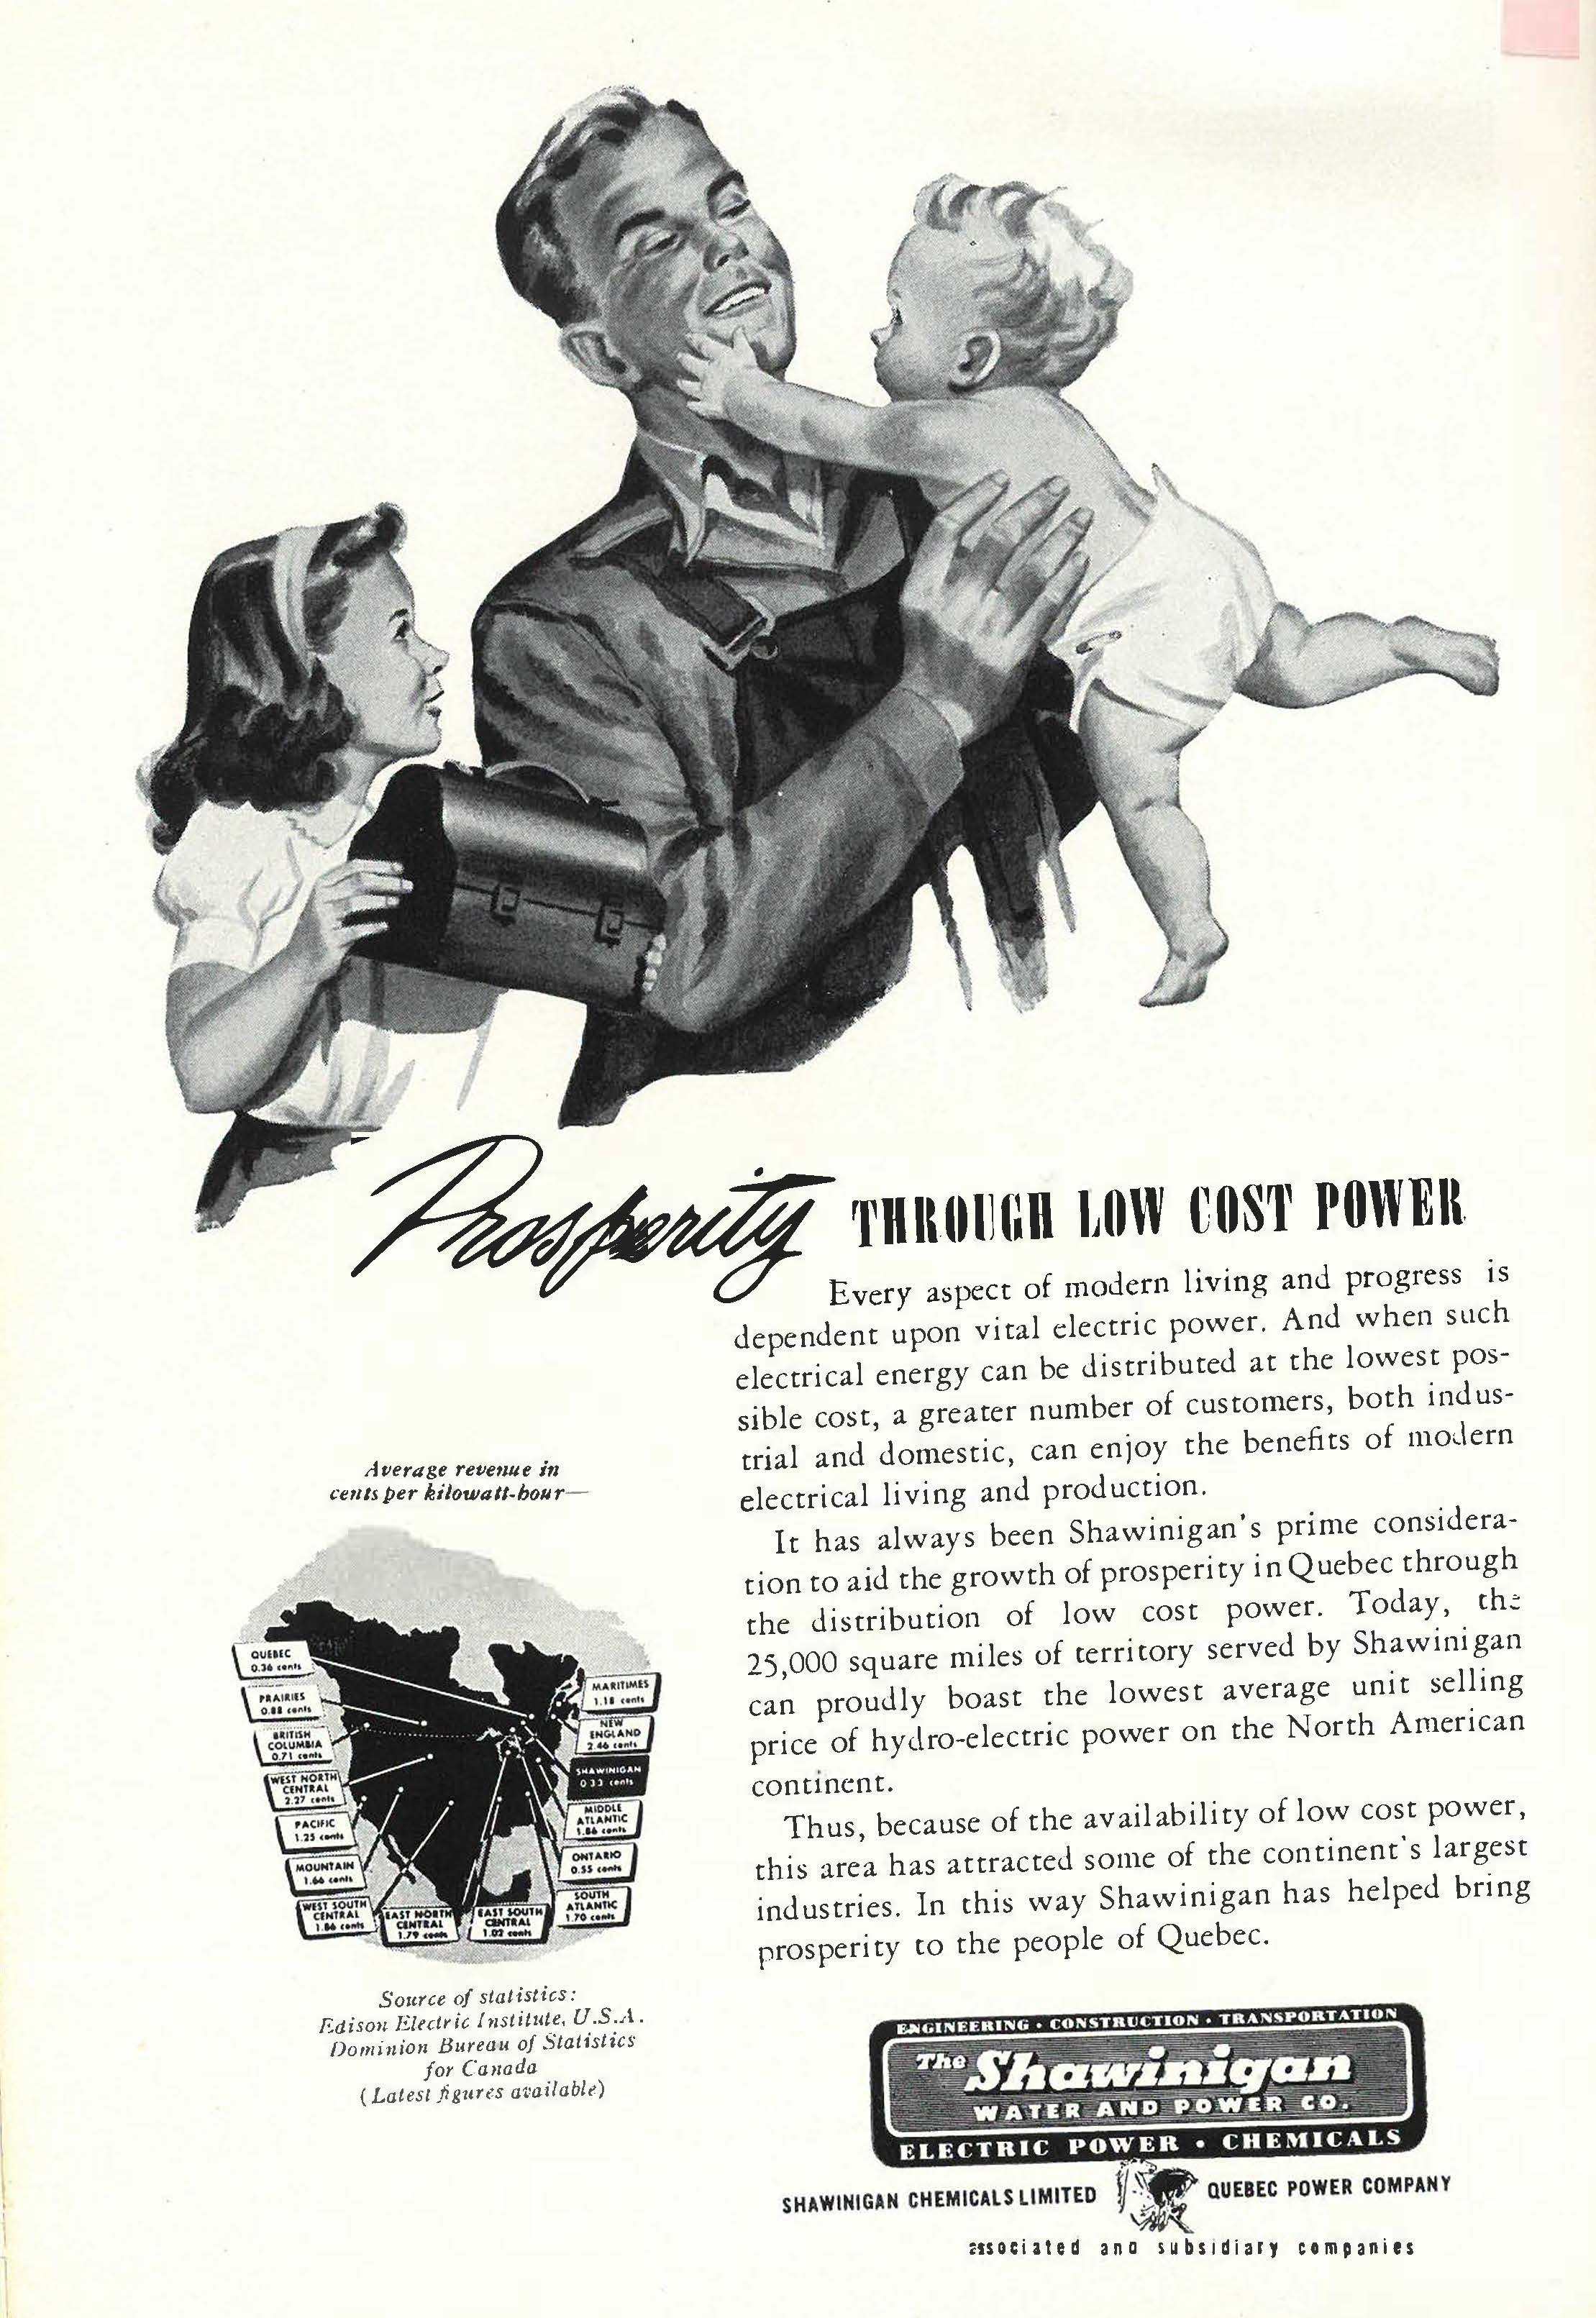 Prosperity THROUGH LOW COST POWER
Every aspect of modern living and progress is
dependent upon vital electric power. And when such
electrical energy can be distributed at the lowest pos-
sible cost, a greater number of customers, both indus-
trial and domestic, can enjoy the benefits of modern
electrical living and production.
It has always been Shawinigan's prime considera-
tion to aid the growth of prosperity in Quebec through
the distribution of low cost power. Today, the
25,000 square miles of territory served by Shawinigan
can proudly boast the lowest average unit selling
price of hydro-electric power on the North American
continent.
Thus, because of the availability of low cost power,
this area has attracted some of the continent's largest
industries. In this way Shawinigan has helped bring
prosperity to the people of Quebec.
Average revenue in
cents per kilowatt-hour—
QUEBEC
0.36 cents
PRAIRIES
0.88 cents
BRITISH
COLUMBIA
0.71 cents
WEST NORTH
CENTRAL
2.27 cents
PACIFIC
1.25 cents
MOUNTAIN
1.66 cents
WEST SOUTH
CENTRAL
1.86 cents
EAST NORTH
CENTRAL
1.79 cents
EAST SOUTH
CENTRAL
1.02 cents
MARITIMES
1.18 cents
NEW
ENGLAND
2.46 cents
SHAWINIGAN
0.33 cents
MIDDLE
ATLANTIC
1.86 cents
ONTARIO
0.55 cents
SOUTH
ATLANTIC
1.70 cents
Source of statistics:
Edison Electric Institute, U.S.A.
Dominion Bureau of Statistics
for Canada
(Latest figures available)
ENGINEERING • CONSTRUCTION • TRANSPORTATION
The Shawinigan
WATER AND POWER CO.
ELECTRIC POWER • CHEMICALS
SHAWINIGAN CHEMICALS LIMITED QUEBEC POWER COMPANY
associated and subsidiary companies